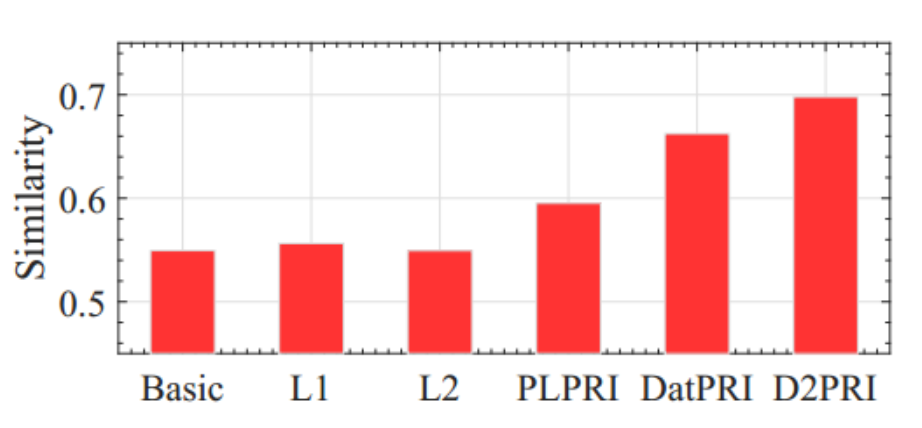 Similarity
0.7
0.6
0.5
Basic L1 L2 PLPRI DatPRI D2PRI